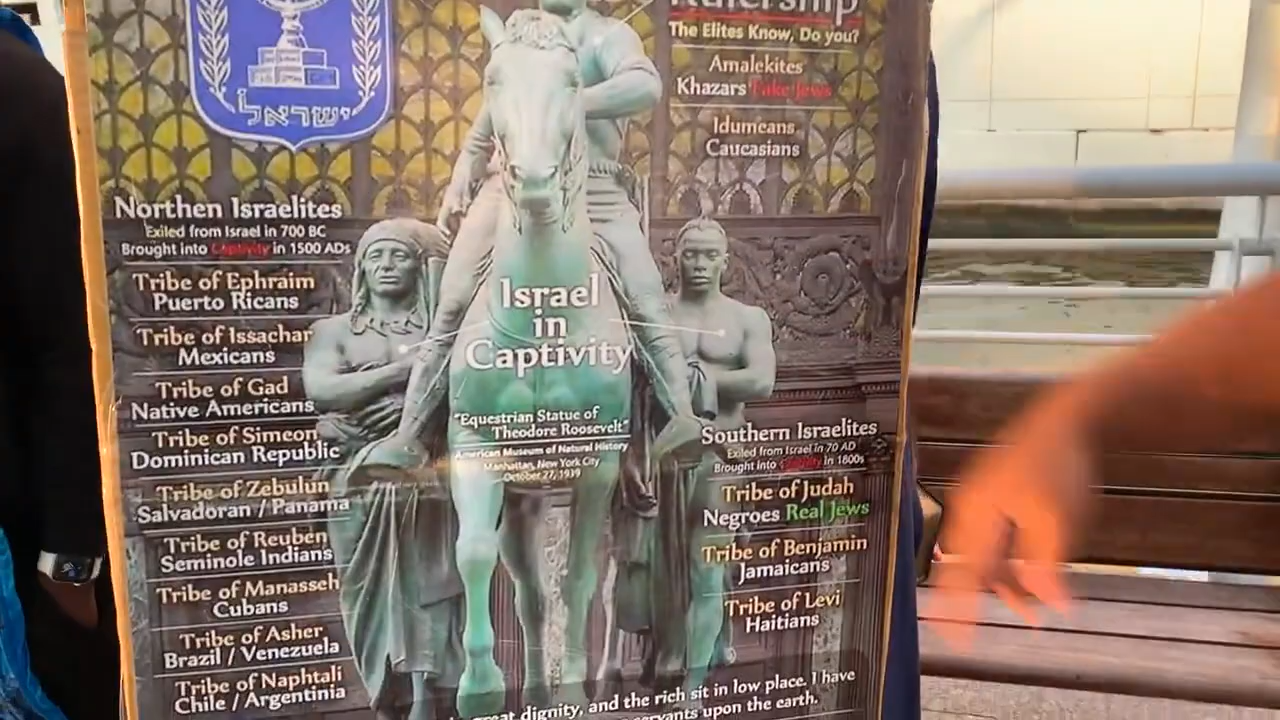 ישראל
Rulership
The Elites Know, Do you?
Amalekites
Khazars Fake Jews
Idumeans
Caucasians
Northen Israelites
Exiled from Israel in 700 BC
Brought into Captivity in 1500 ADs
Tribe of Ephraim
Puerto Ricans
Tribe of Issachar
Mexicans
Tribe of Gad
Native Americans
Tribe of Simeon
Dominican Republic
Tribe of Zebulun
Salvadoran / Panama
Tribe of Reuben
Seminole Indians
Tribe of Manasseh
Cubans
Tribe of Asher
Brazil / Venezuela
Tribe of Naphtali
Chile / Argentinia
Israel
in
Captivity
"Equestrian Statue of
Theodore Roosevelt"
American Museum of Natural History
Manhattan, New York City
October 27, 1939
Southern Israelites
Exiled from Israel in 70 AD
Brought into Captivity in 1800s
Tribe of Judah
Negroes Real Jews
Tribe of Benjamin
Jamaicans
Tribe of Levi
Haitians
great dignity, and the rich sit in low place. I have
servants upon the earth.